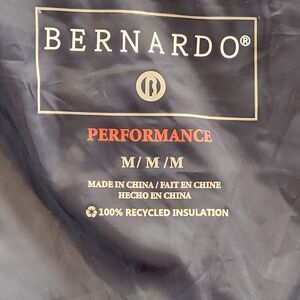 BERNARDO®
B
PERFORMANCE
M/ M /M
MADE IN CHINA / FAIT EN CHINE
HECHO EN CHINA
♻ 100% RECYCLED INSULATION